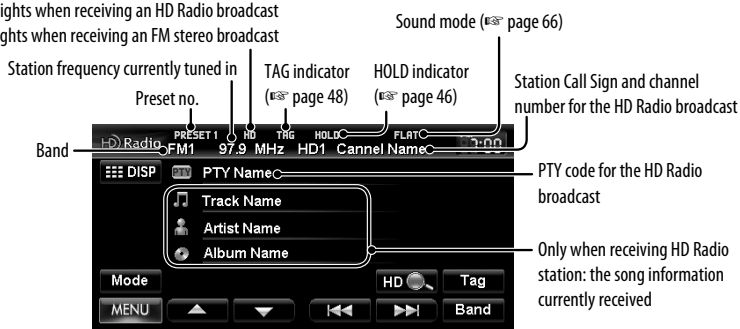 ights when receiving an HD Radio broadcast
ghts when receiving an FM stereo broadcast
Sound mode (☞ page 66)
Station frequency currently tuned in
TAG indicator
(☞ page 48)
HOLD indicator
(☞ page 46)
Preset no.
Station Call Sign and channel
number for the HD Radio broadcast
Band
HD Radio PRESET 1 HD TAG HOLD FLAT
FM1 97.9 MHz HD1 Cannel Name
DISP PTY PTY Name
PTY code for the HD Radio
broadcast
Track Name
Artist Name
Album Name
Only when receiving HD Radio
station: the song information
currently received
Mode HD Tag
MENU Band